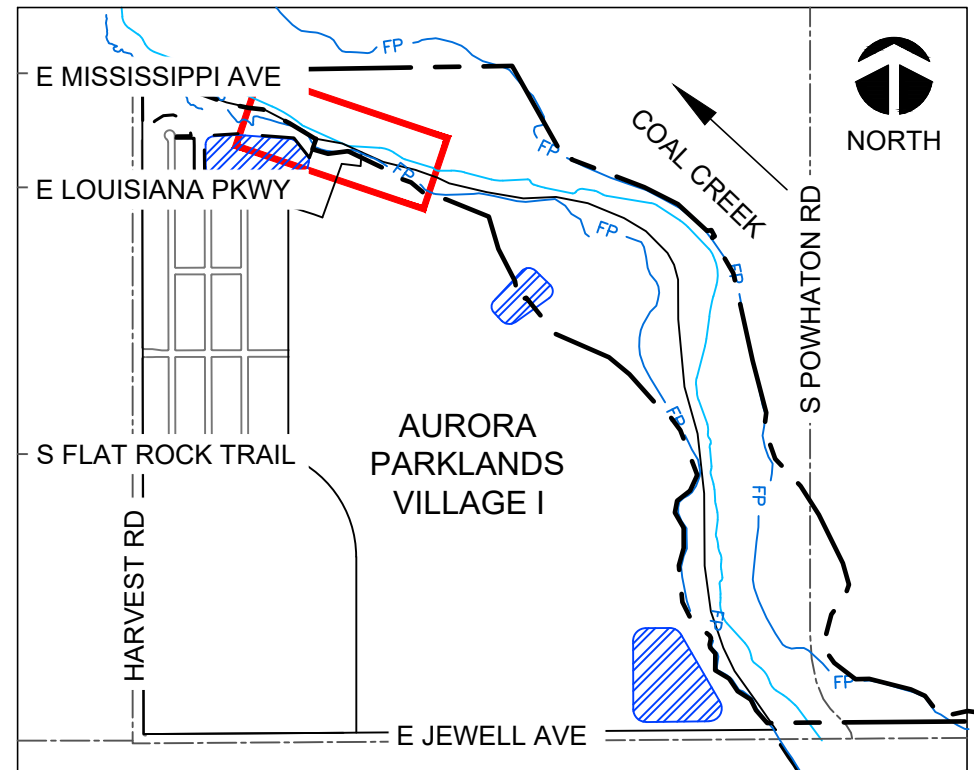 FP
E MISSISSIPPI AVE
NORTH
COAL CREEK
FP
FP
E LOUISIANA PKWY
FP
FP
S POWHATON RD
AURORA
PARKLANDS
VILLAGE I
FP
S FLAT ROCK TRAIL
FP
HARVEST RD
FP
FP
E JEWELL AVE